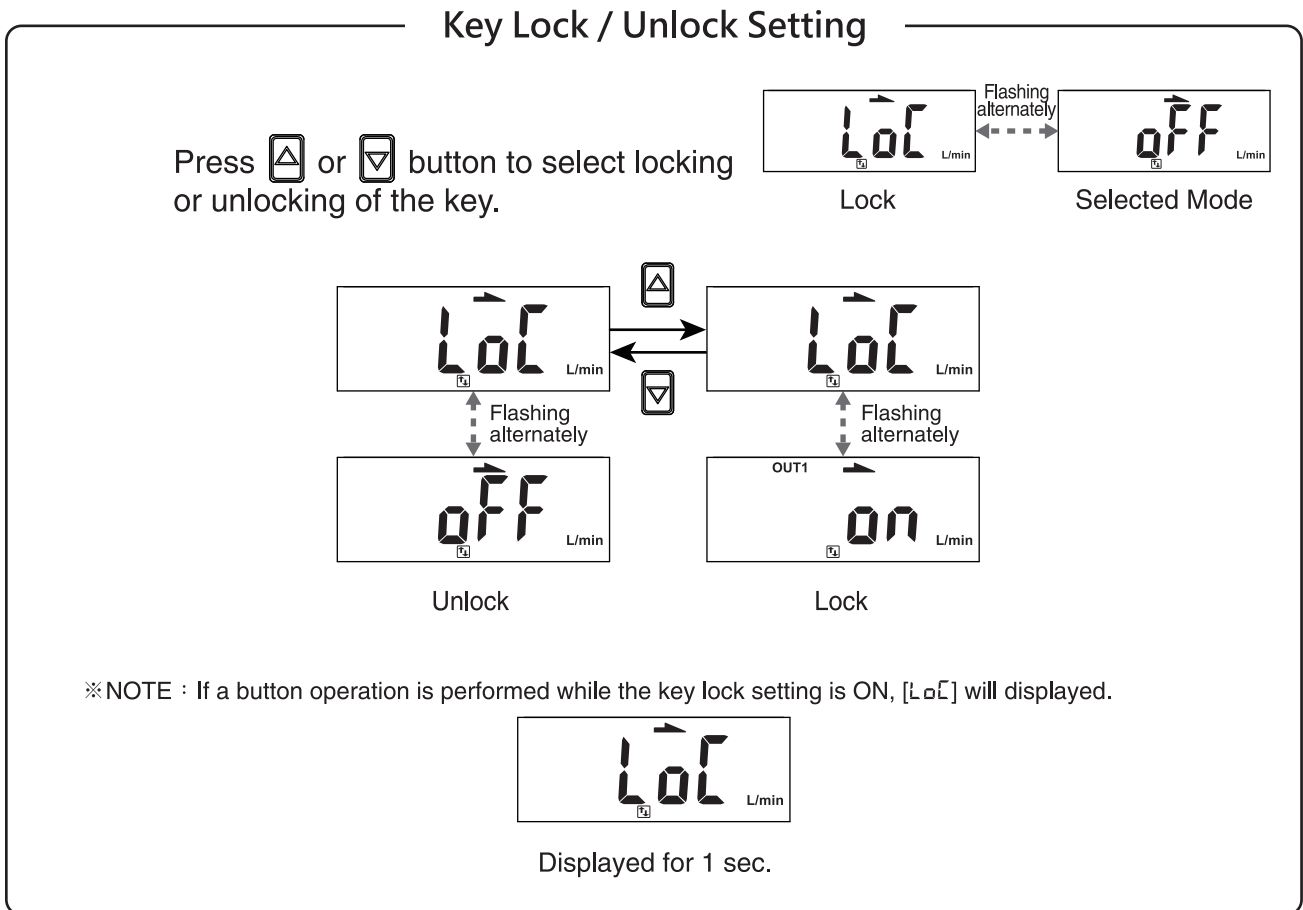 Key Lock / Unlock Setting
Flashing
alternately
LoC L/min
oFF L/min
Press △ or ▽ button to select locking
or unlocking of the key.
Lock
Selected Mode
LoC L/min
LoC L/min
Flashing
alternately
Flashing
alternately
oFF L/min
OUT1
on L/min
Unlock
Lock
※NOTE：If a button operation is performed while the key lock setting is ON, [LoC] will displayed.
LoC L/min
Displayed for 1 sec.